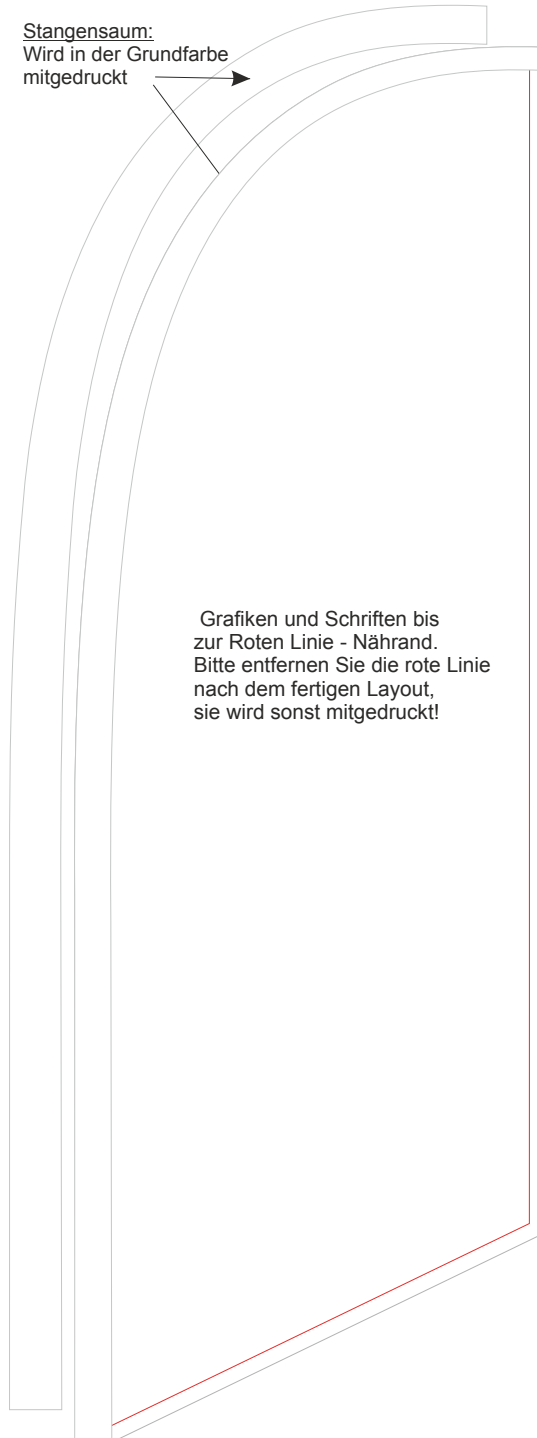 Stangensaum:
Wird in der Grundfarbe
mitgedruckt
Grafiken und Schriften bis
zur Roten Linie - Nährand.
Bitte entfernen Sie die rote Linie
nach dem fertigen Layout,
sie wird sonst mitgedruckt!